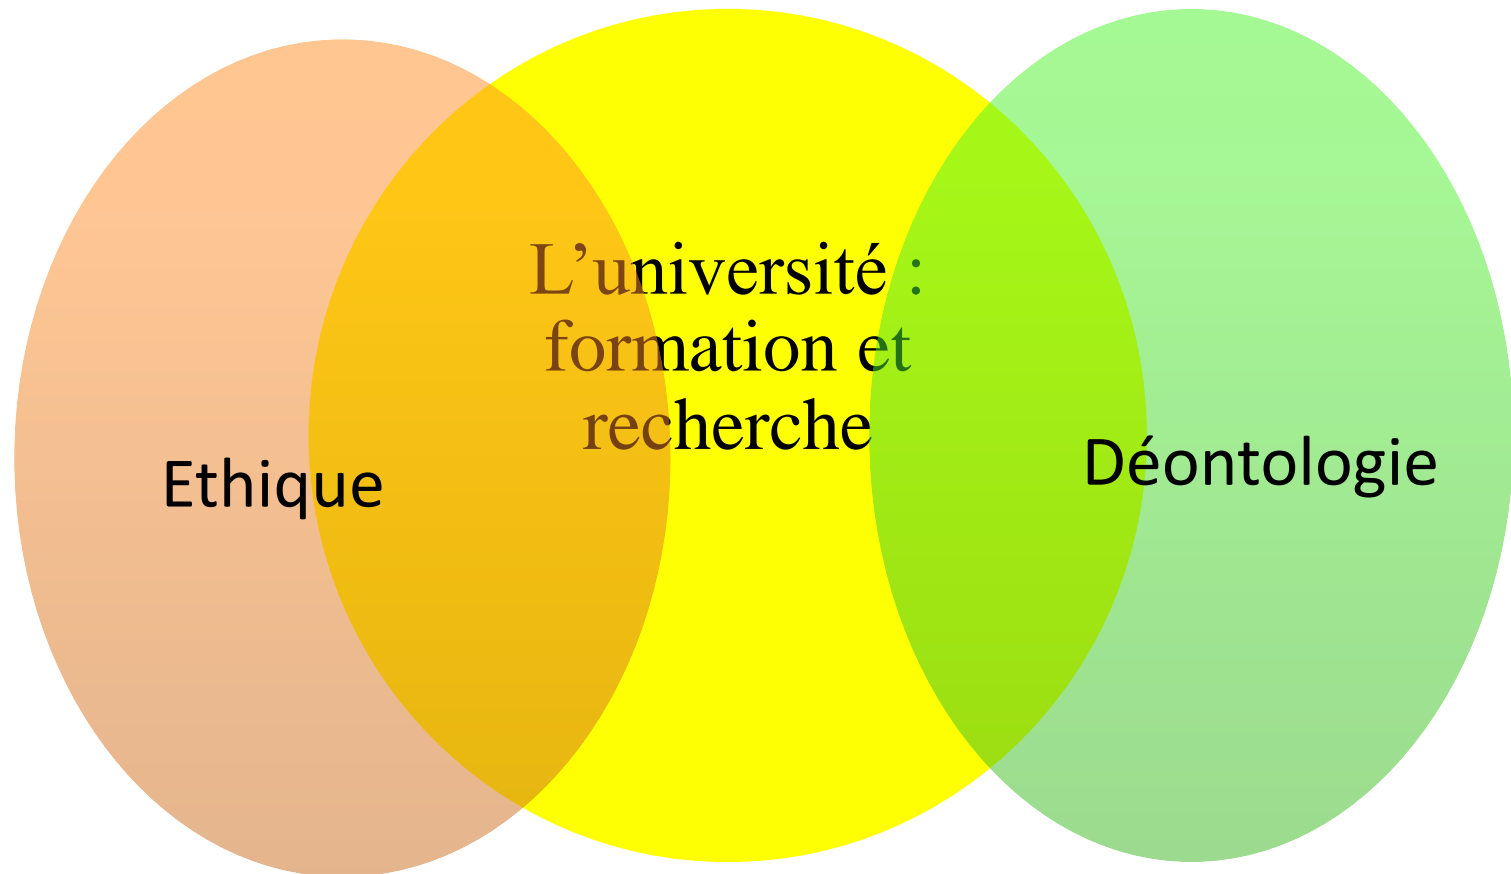 L’université :
formation et
recherche
Ethique
Déontologie